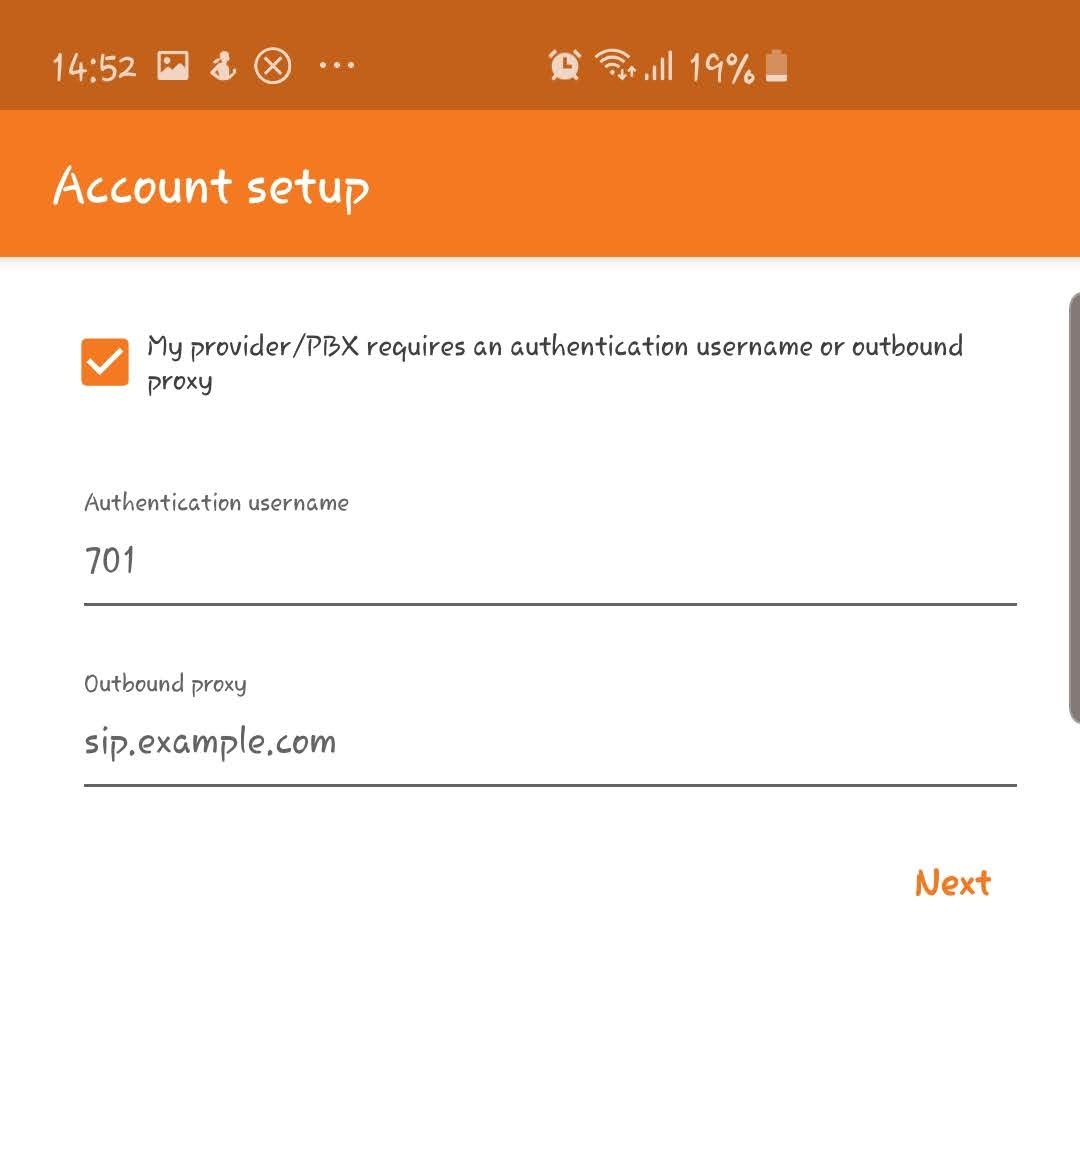 14:52 ... 19%
Account setup
My provider/PBX requires an authentication username or outbound
proxy
Authentication username
701
Outbound proxy
sip.example.com
Next